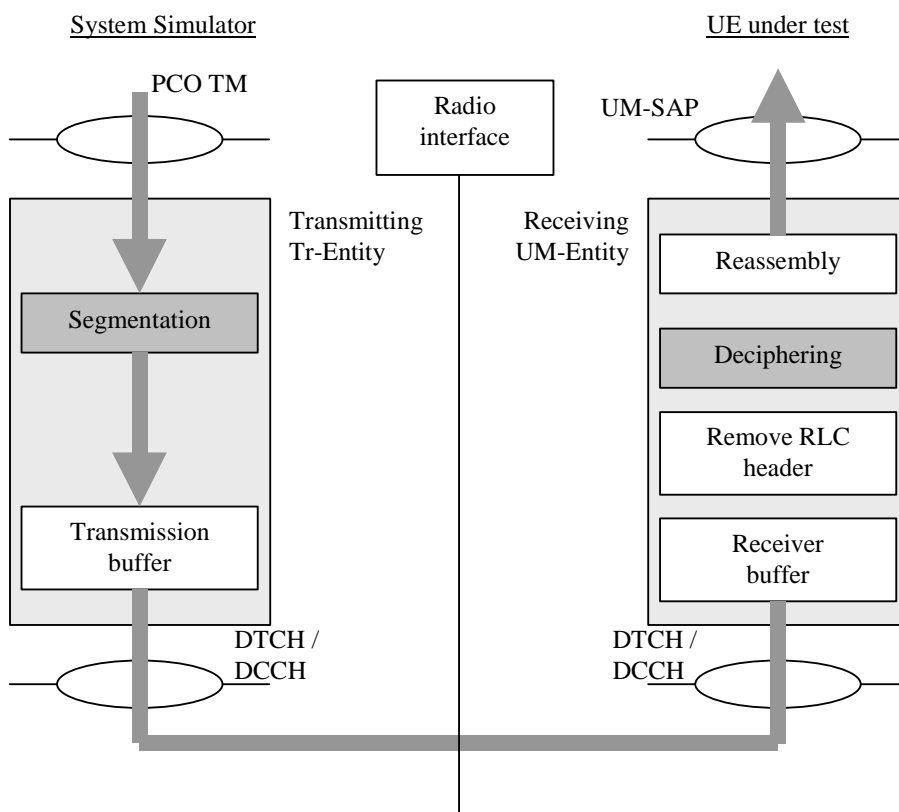 System Simulator
UE under test
PCO TM
Radio
interface
UM-SAP
Transmitting
Tr-Entity
Receiving
UM-Entity
Reassembly
Segmentation
Deciphering
Remove RLC
header
Transmission
buffer
Receiver
buffer
DTCH /
DCCH
DTCH /
DCCH